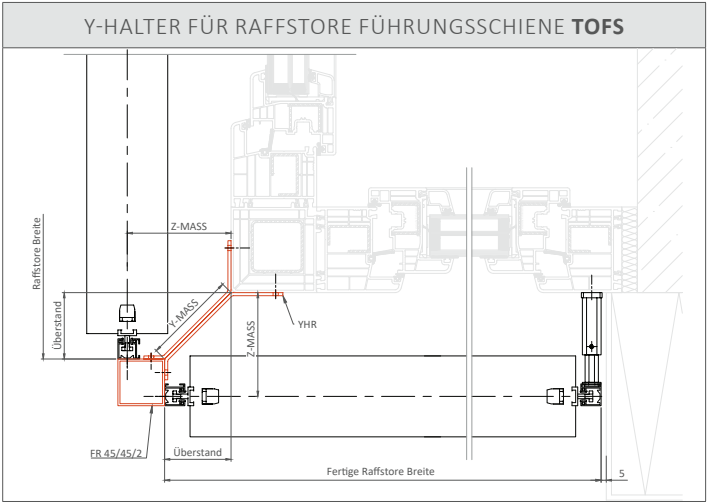 Y-HALTER FÜR RAFFSTORE FÜHRUNGSSCHIENE TOFS
Z-MASS
Raffstore Breite
Überstand
Y-MASS
Z-MASS
YHR
FR 45/45/2
Überstand
Fertige Raffstore Breite
5